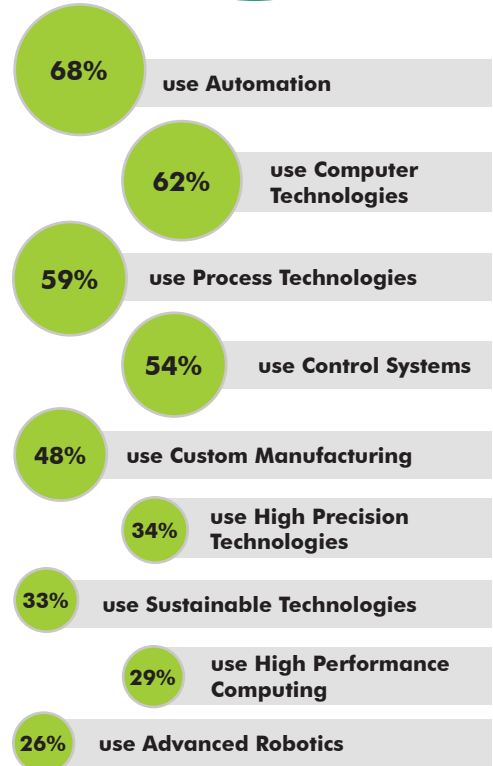 68%
use Automation
62%
use Computer
Technologies
59%
use Process Technologies
54%
use Control Systems
48%
use Custom Manufacturing
34%
use High Precision
Technologies
33%
use Sustainable Technologies
29%
use High Performance
Computing
26%
use Advanced Robotics